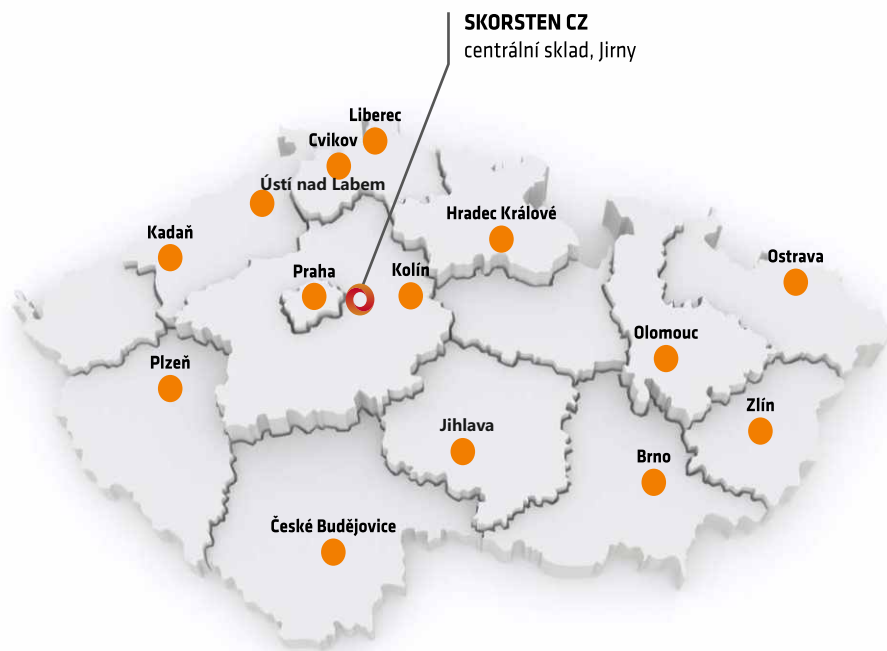 SKORSTEN CZ
centrální sklad, Jirny
Liberec
Cvikov
Ústí nad Labem
Hradec Králové
Kadaň
Ostrava
Praha
Kolín
Olomouc
Plzeň
Zlín
Jihlava
Brno
České Budějovice